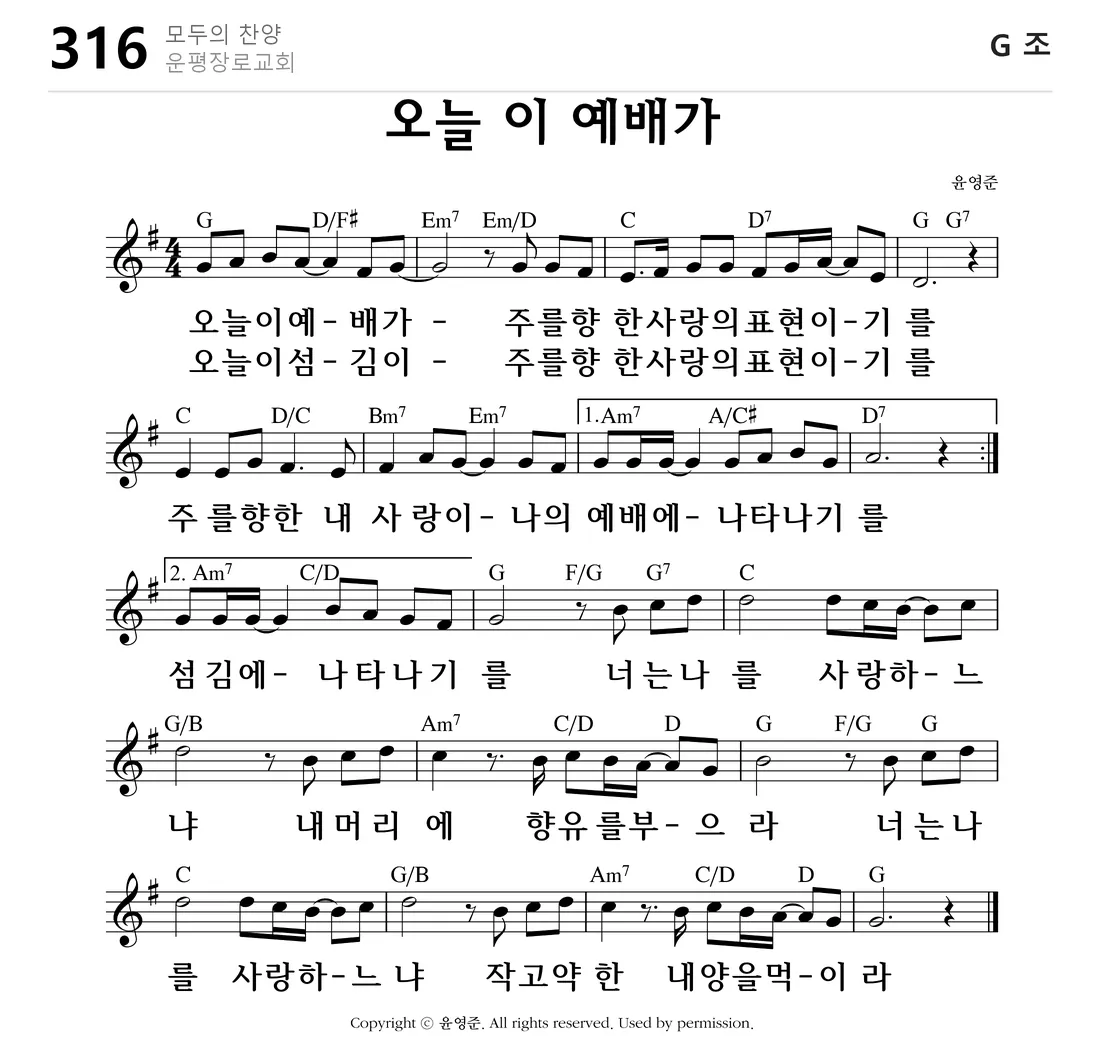 316 모두의 찬양
운평장로교회
G 조
오늘 이 예배가
윤영준
G D/F♯ Em7 Em/D C D7 G G7
4
4
오늘이예- 배가 - 주를향 한사랑의표현이-기 를
오늘이섬- 김이 - 주를향 한사랑의표현이-기 를
C D/C Bm7 Em7 1. Am7 A/C♯ D7
주 를향한 내 사 랑이- 나의 예배에- 나타나기 를
2. Am7 C/D G F/G G7 C
섬김에- 나타나기 를 너는나 를 사랑하-느
G/B Am7 C/D D G F/G G
냐 내머리 에 향유를부-으 라 너는나
C G/B Am7 C/D D G
를 사랑하-느 냐 작고약 한 내양을먹-이 라
Copyright ⓒ 윤영준. All rights reserved. Used by permission.